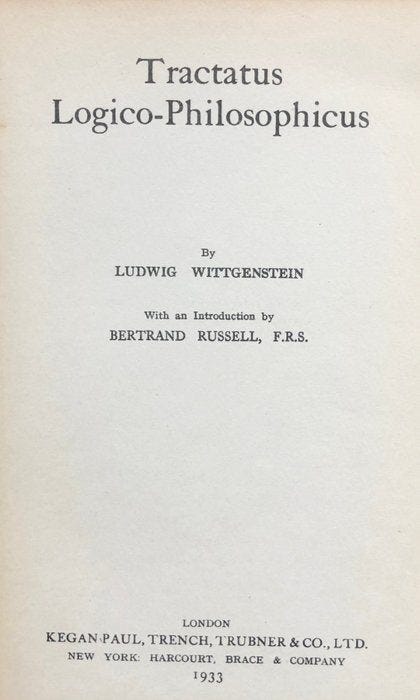 Tractatus
Logico-Philosophicus
By
LUDWIG WITTGENSTEIN
With an Introduction by
BERTRAND RUSSELL, F.R.S.
LONDON
KEGAN PAUL, TRENCH, TRUBNER & CO., LTD.
NEW YORK: HARCOURT, BRACE & COMPANY
1933